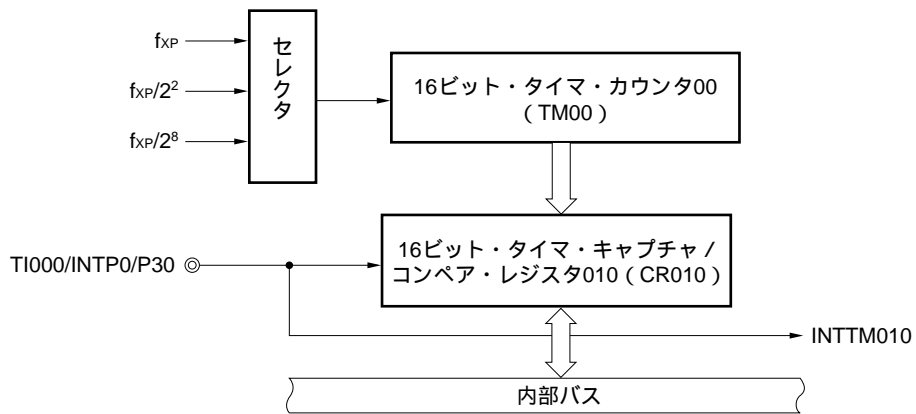 fXP
fXP/2²
fXP/2⁸
セレクタ
16ビット・タイマ・カウンタ00
（TM00）
TI000/INTP0/P30
16ビット・タイマ・キャプチャ／
コンペア・レジスタ010（CR010）
INTTM010
内部バス